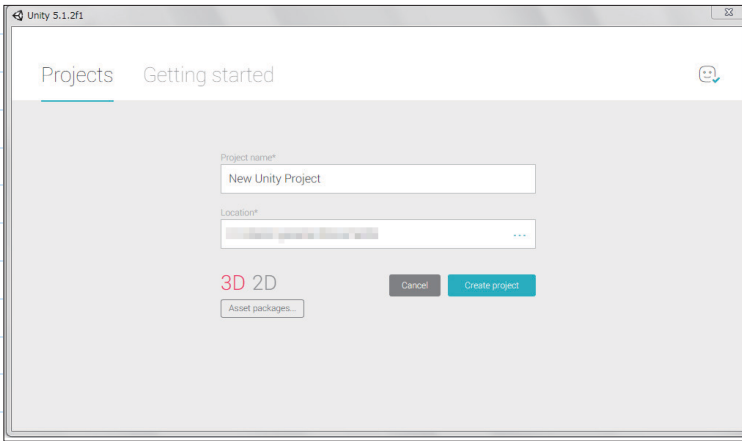 Unity 5.1.2f1
Projects Getting started
Project name*
New Unity Project
Location*
...
3D 2D Cancel Create project
Asset packages...